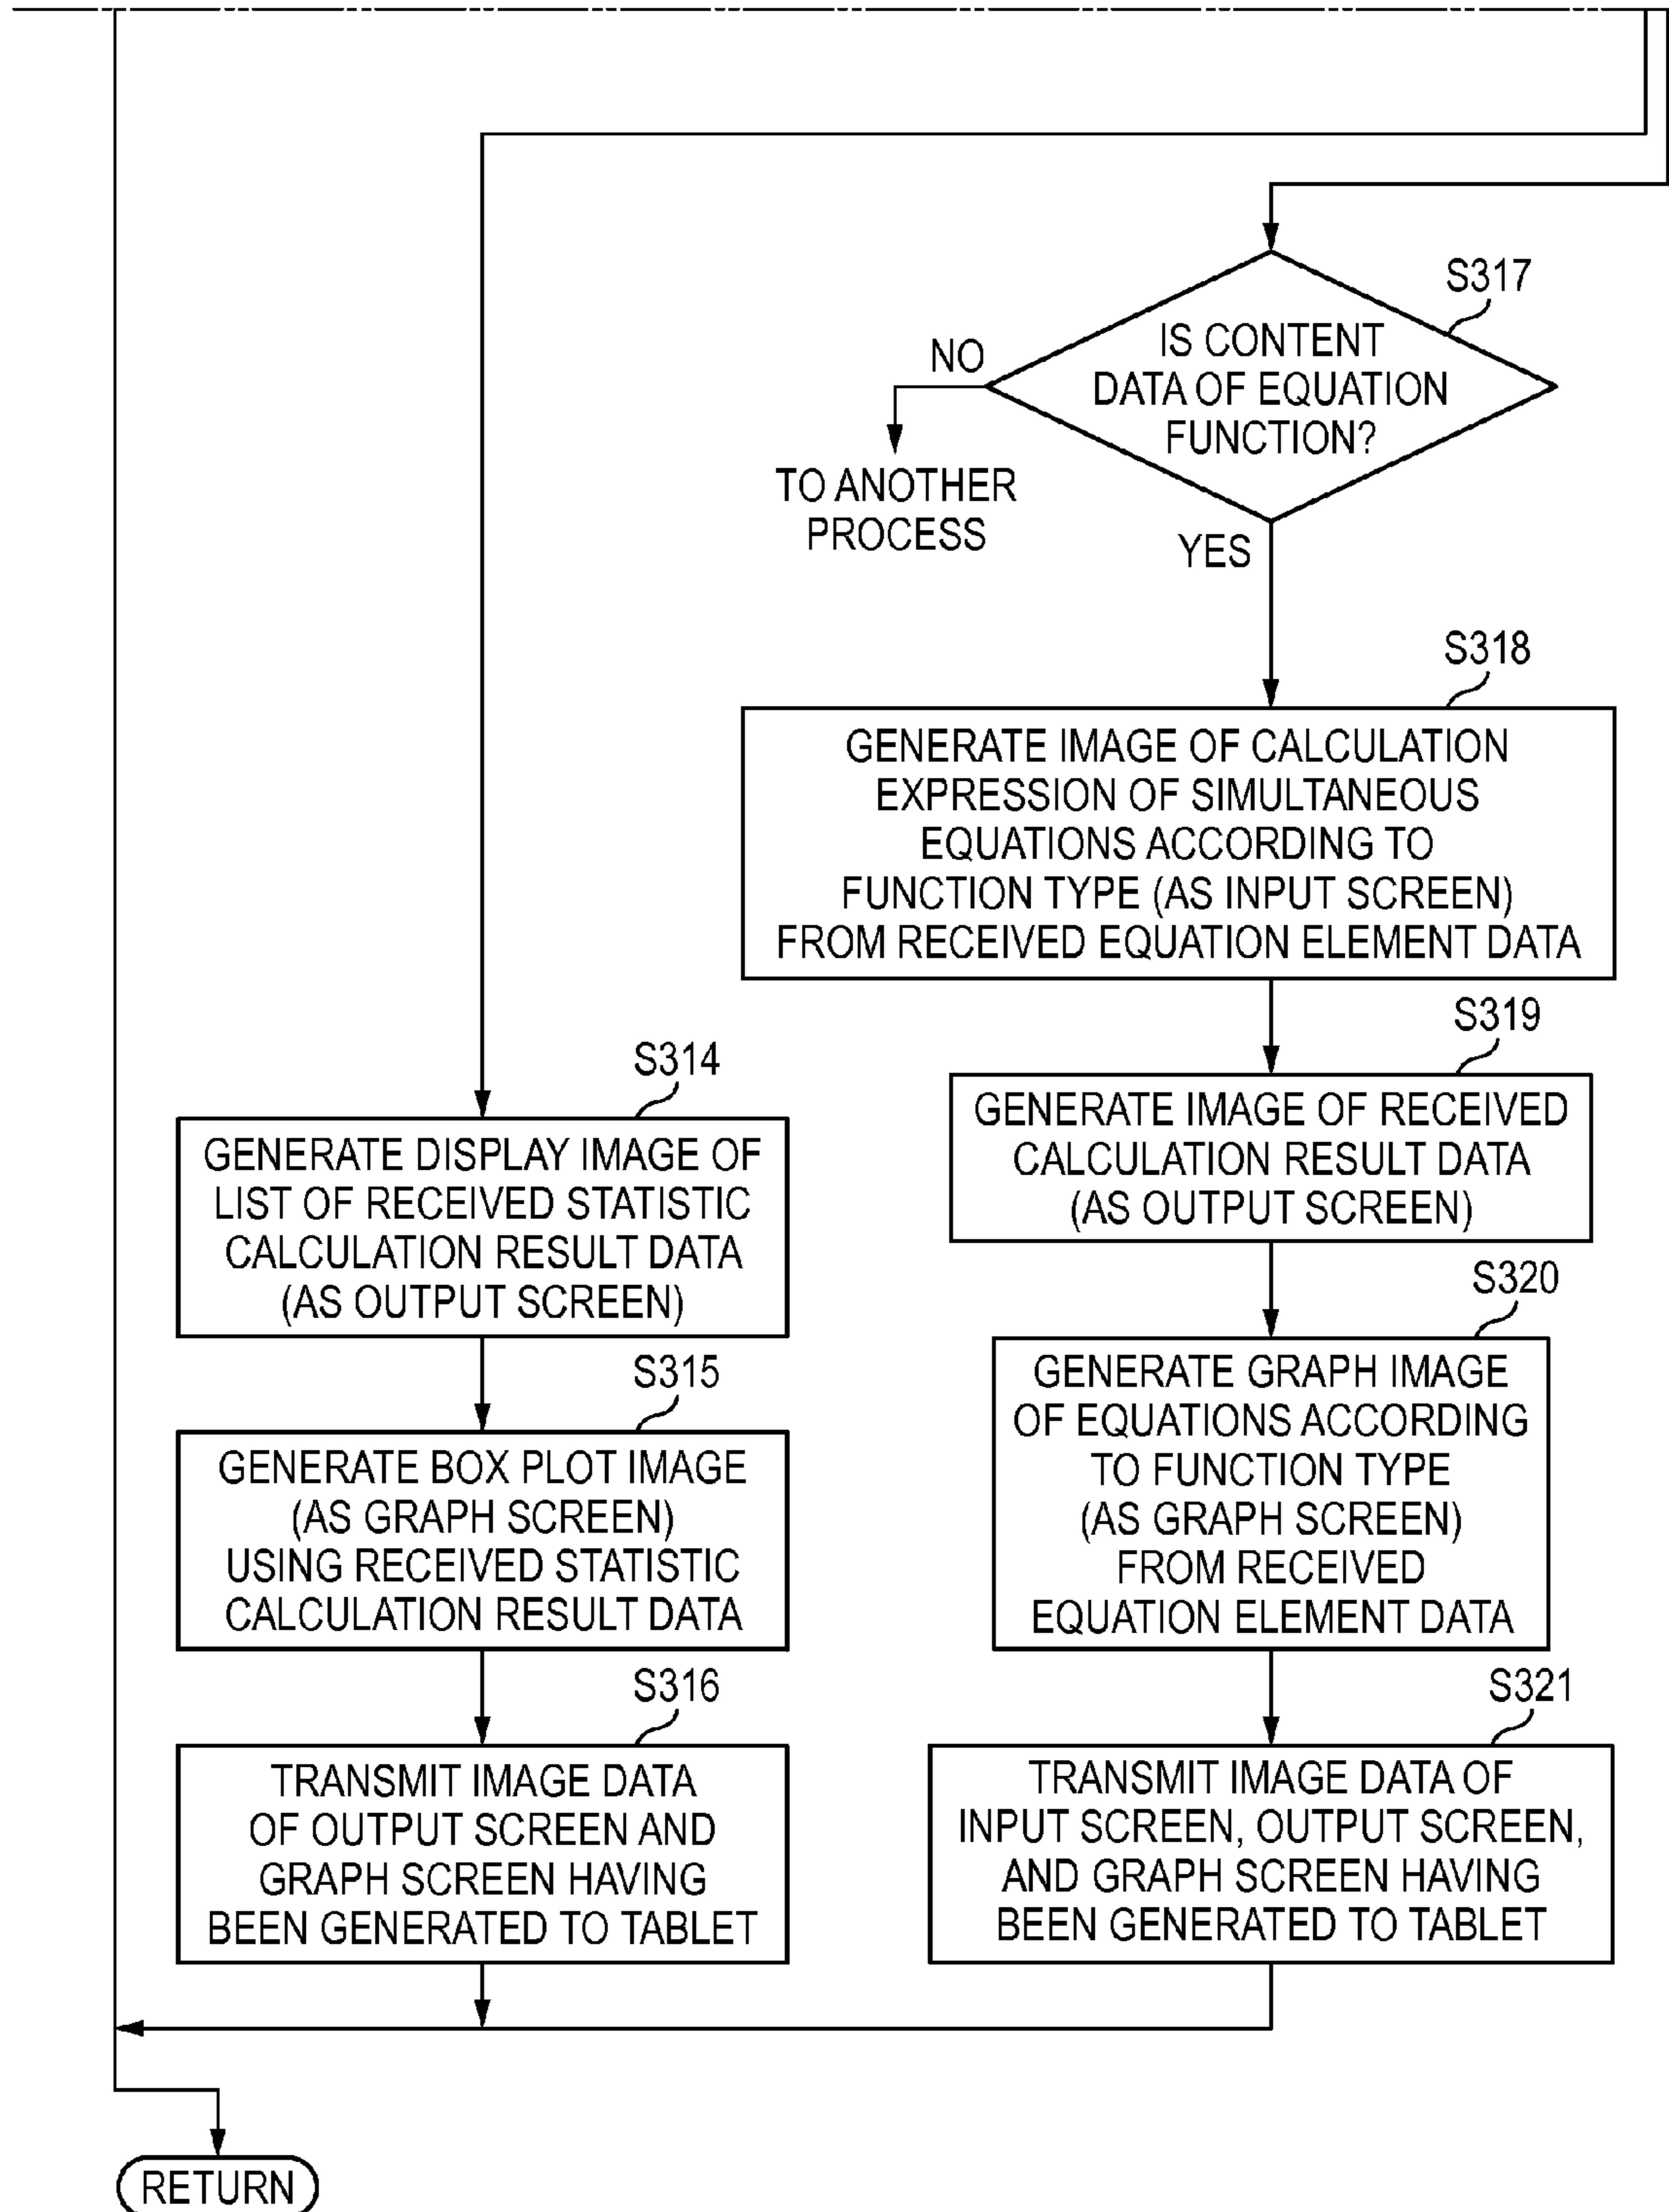 S317
IS CONTENT
DATA OF EQUATION
FUNCTION?
NO
TO ANOTHER
PROCESS
YES
S318
GENERATE IMAGE OF CALCULATION
EXPRESSION OF SIMULTANEOUS
EQUATIONS ACCORDING TO
FUNCTION TYPE (AS INPUT SCREEN)
FROM RECEIVED EQUATION ELEMENT DATA
S314
GENERATE DISPLAY IMAGE OF
LIST OF RECEIVED STATISTIC
CALCULATION RESULT DATA
(AS OUTPUT SCREEN)
S319
GENERATE IMAGE OF RECEIVED
CALCULATION RESULT DATA
(AS OUTPUT SCREEN)
S315
GENERATE BOX PLOT IMAGE
(AS GRAPH SCREEN)
USING RECEIVED STATISTIC
CALCULATION RESULT DATA
S320
GENERATE GRAPH IMAGE
OF EQUATIONS ACCORDING
TO FUNCTION TYPE
(AS GRAPH SCREEN)
FROM RECEIVED
EQUATION ELEMENT DATA
S316
TRANSMIT IMAGE DATA
OF OUTPUT SCREEN AND
GRAPH SCREEN HAVING
BEEN GENERATED TO TABLET
S321
TRANSMIT IMAGE DATA OF
INPUT SCREEN, OUTPUT SCREEN,
AND GRAPH SCREEN HAVING
BEEN GENERATED TO TABLET
RETURN